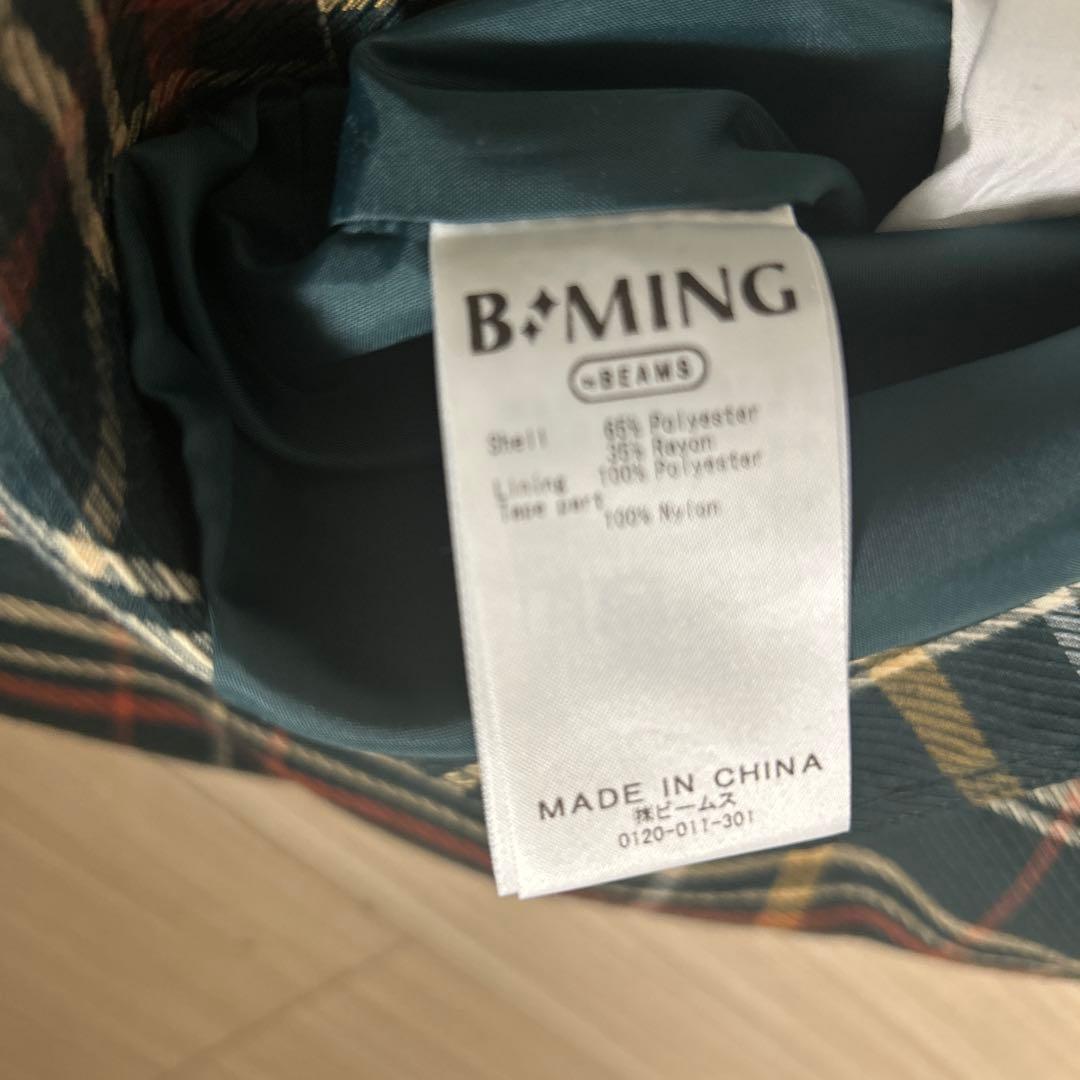 B:MING
by BEAMS
Shell 65% Polyester
35% Rayon
Lining 100% Polyester
Tape part 100% Nylon
MADE IN CHINA
㈱ビームス
0120-011-301